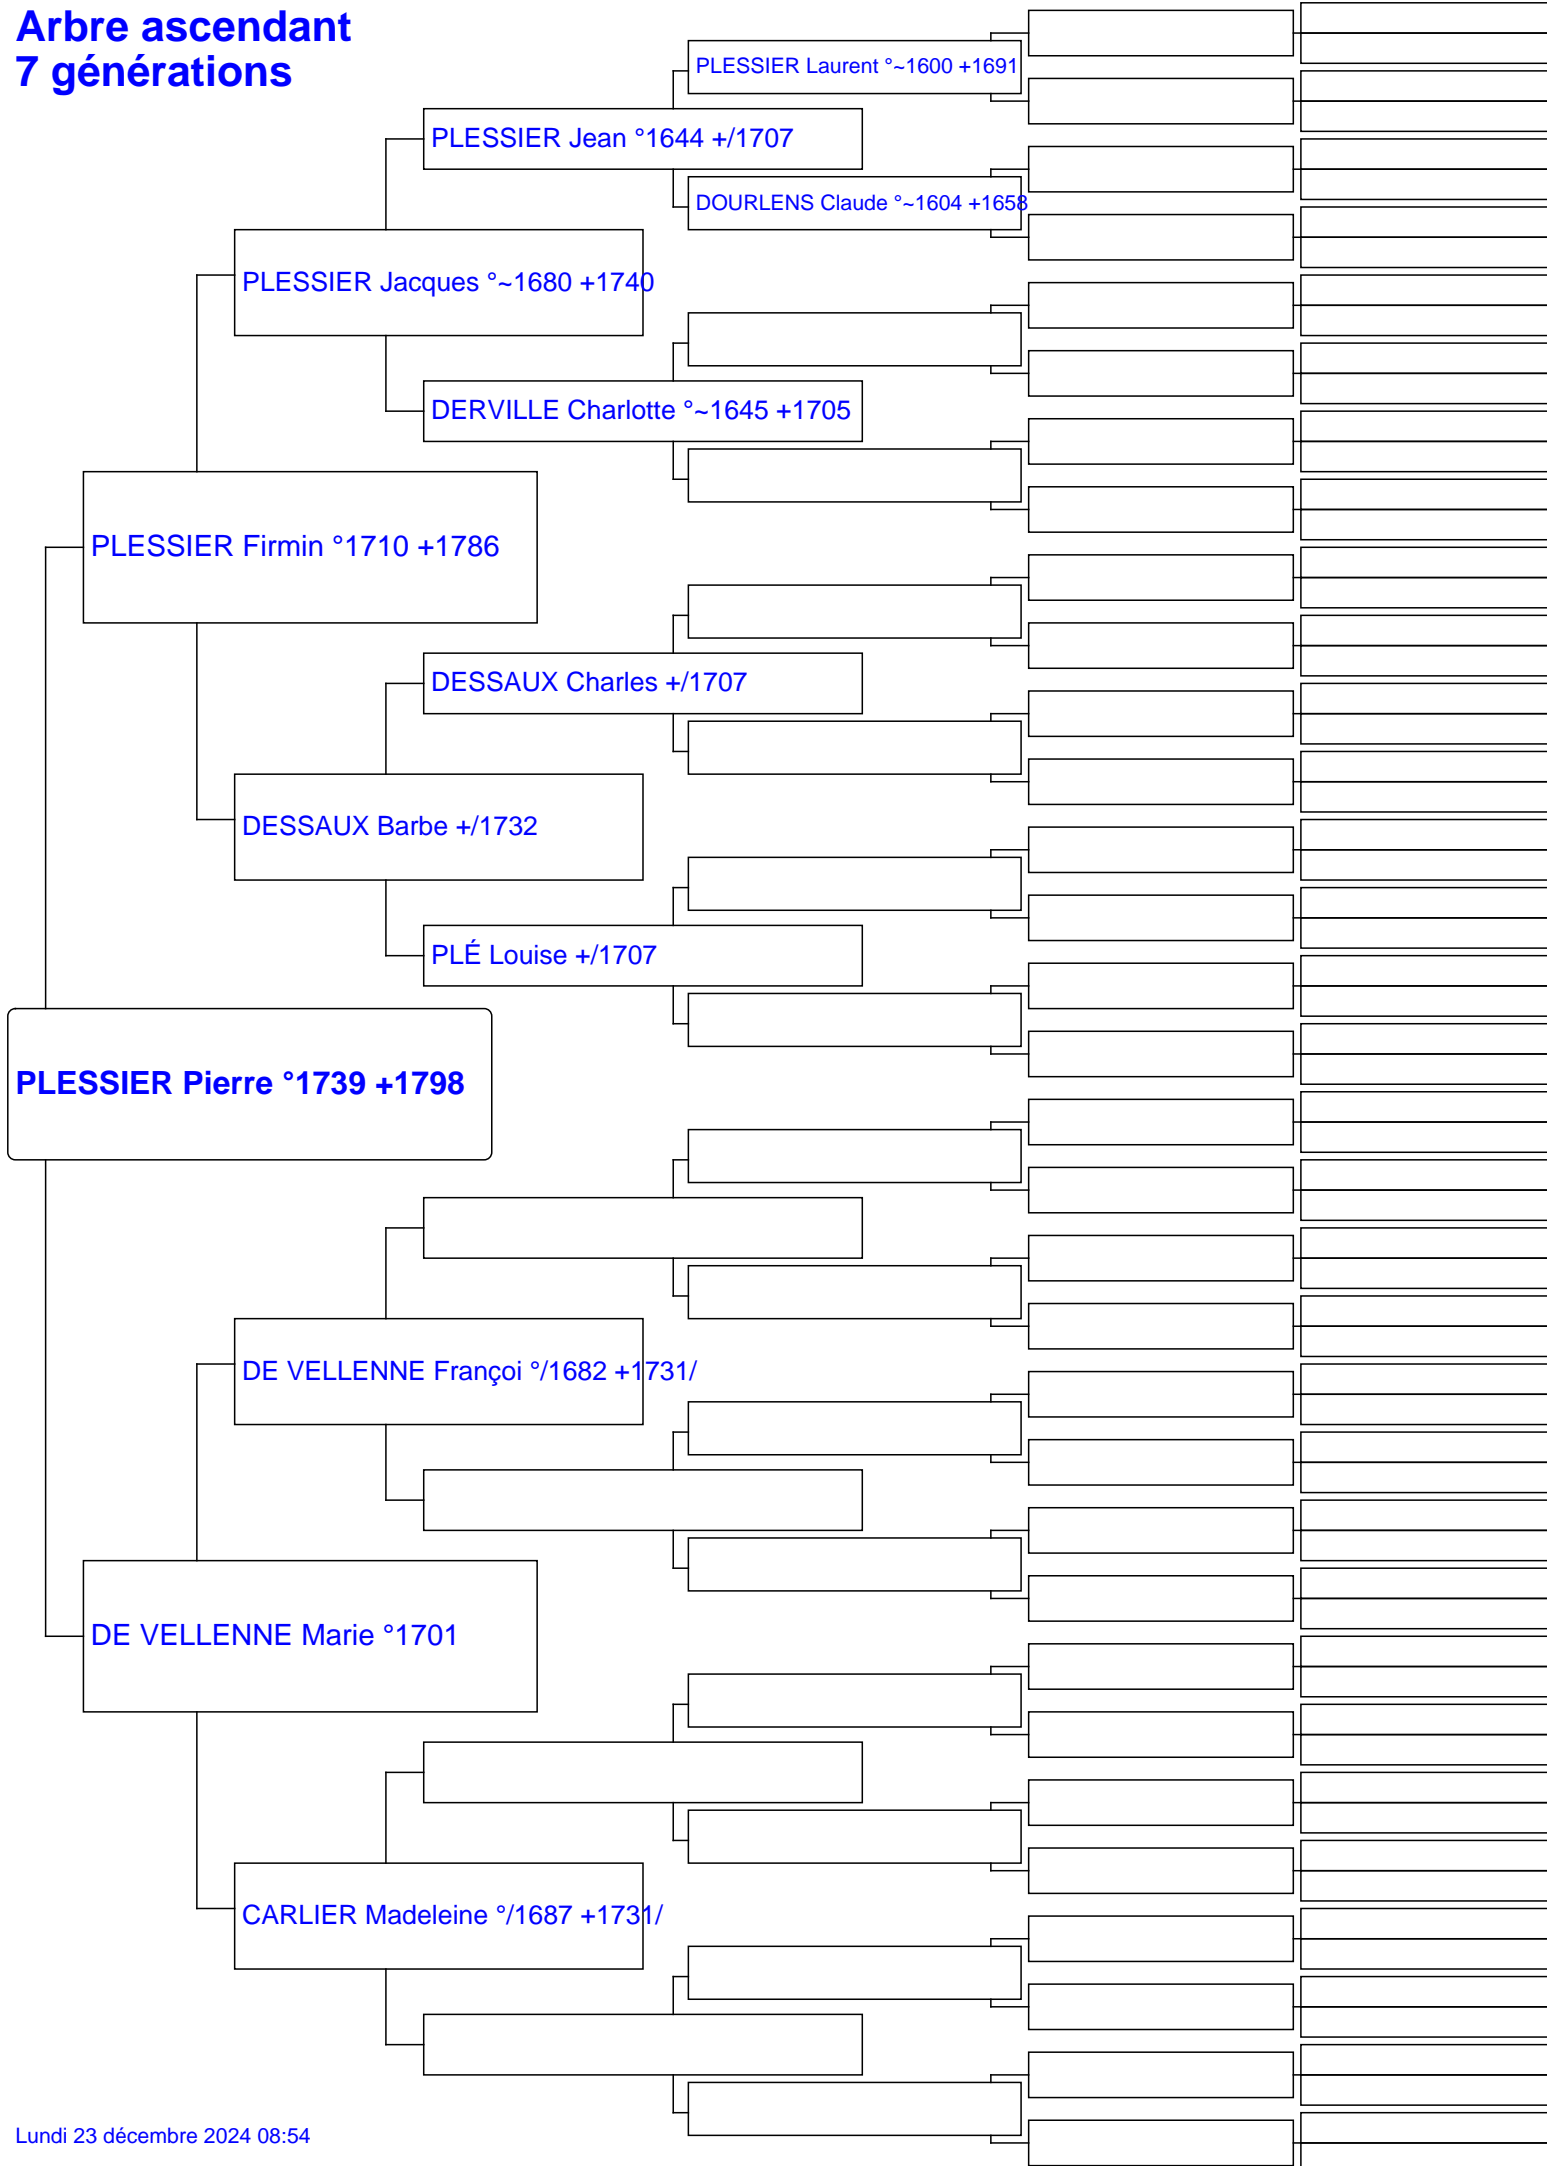 Arbre ascendant
7 générations
PLESSIER Laurent °~1600 +1691
PLESSIER Jean °1644 +/1707
DOURLENS Claude °~1604 +1658
PLESSIER Jacques °~1680 +1740
DERVILLE Charlotte °~1645 +1705
PLESSIER Firmin °1710 +1786
DESSAUX Charles +/1707
DESSAUX Barbe +/1732
PLÉ Louise +/1707
PLESSIER Pierre °1739 +1798
DE VELLENNE Françoi °/1682 +1731/
DE VELLENNE Marie °1701
CARLIER Madeleine °/1687 +1731/
Lundi 23 décembre 2024 08:54